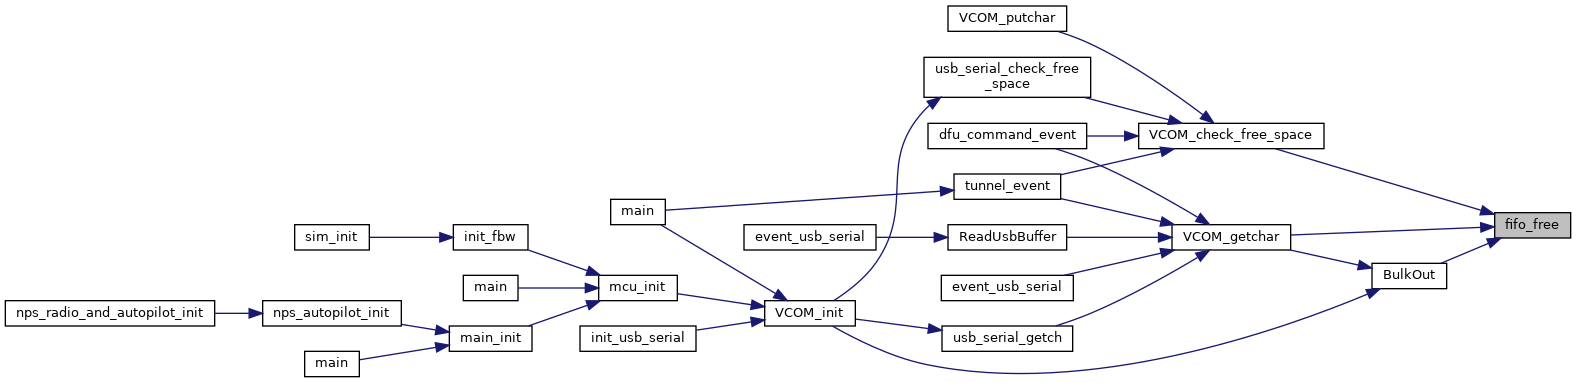 VCOM_putchar
usb_serial_check_free
_space
dfu_command_event
VCOM_check_free_space
tunnel_event
main
fifo_free
sim_init
init_fbw
event_usb_serial
ReadUsbBuffer
VCOM_getchar
BulkOut
main
mcu_init
event_usb_serial
nps_radio_and_autopilot_init
nps_autopilot_init
VCOM_init
main_init
init_usb_serial
usb_serial_getch
main